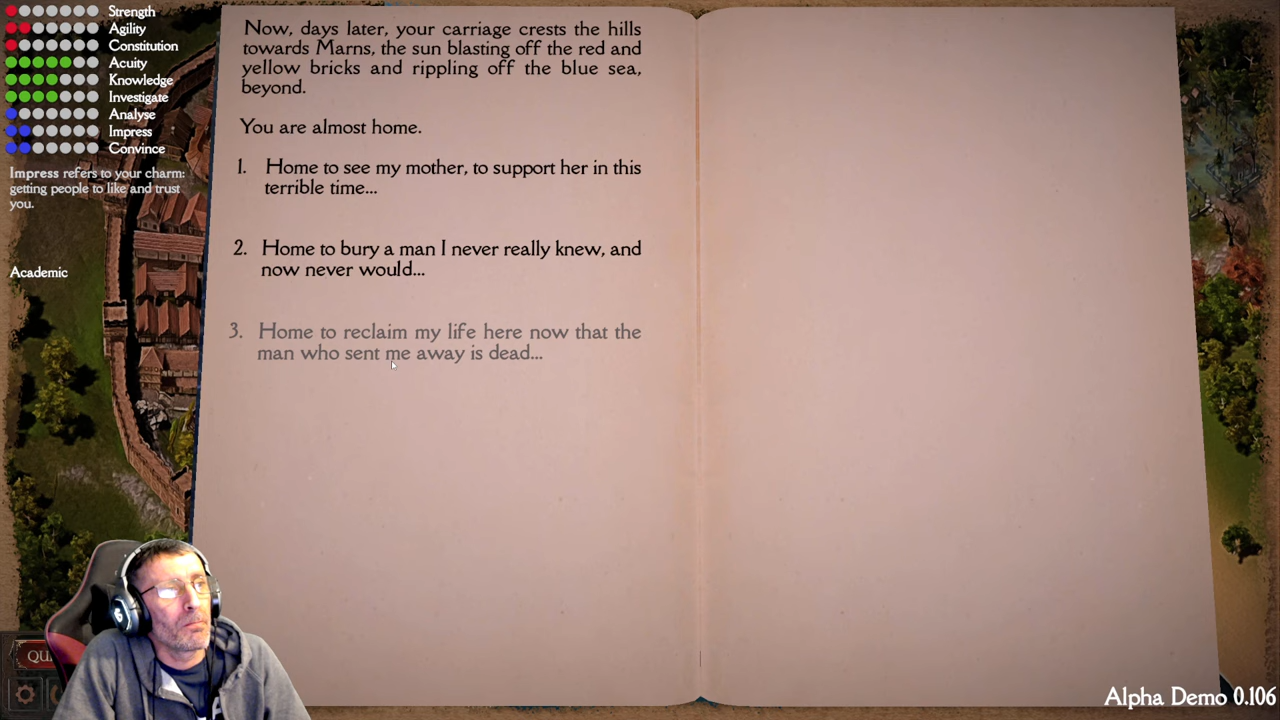 Strength
Agility
Constitution
Acuity
Knowledge
Investigate
Analyse
Impress
Convince
Impress refers to your charm:
getting people to like and trust
you.
Academic
Now, days later, your carriage crests the hills
towards Marns, the sun blasting off the red and
yellow bricks and rippling off the blue sea,
beyond.
You are almost home.
1. Home to see my mother, to support her in this
terrible time...
2. Home to bury a man I never really knew, and
now never would...
3. Home to reclaim my life here now that the
man who sent me away is dead...
Alpha Demo 0.106